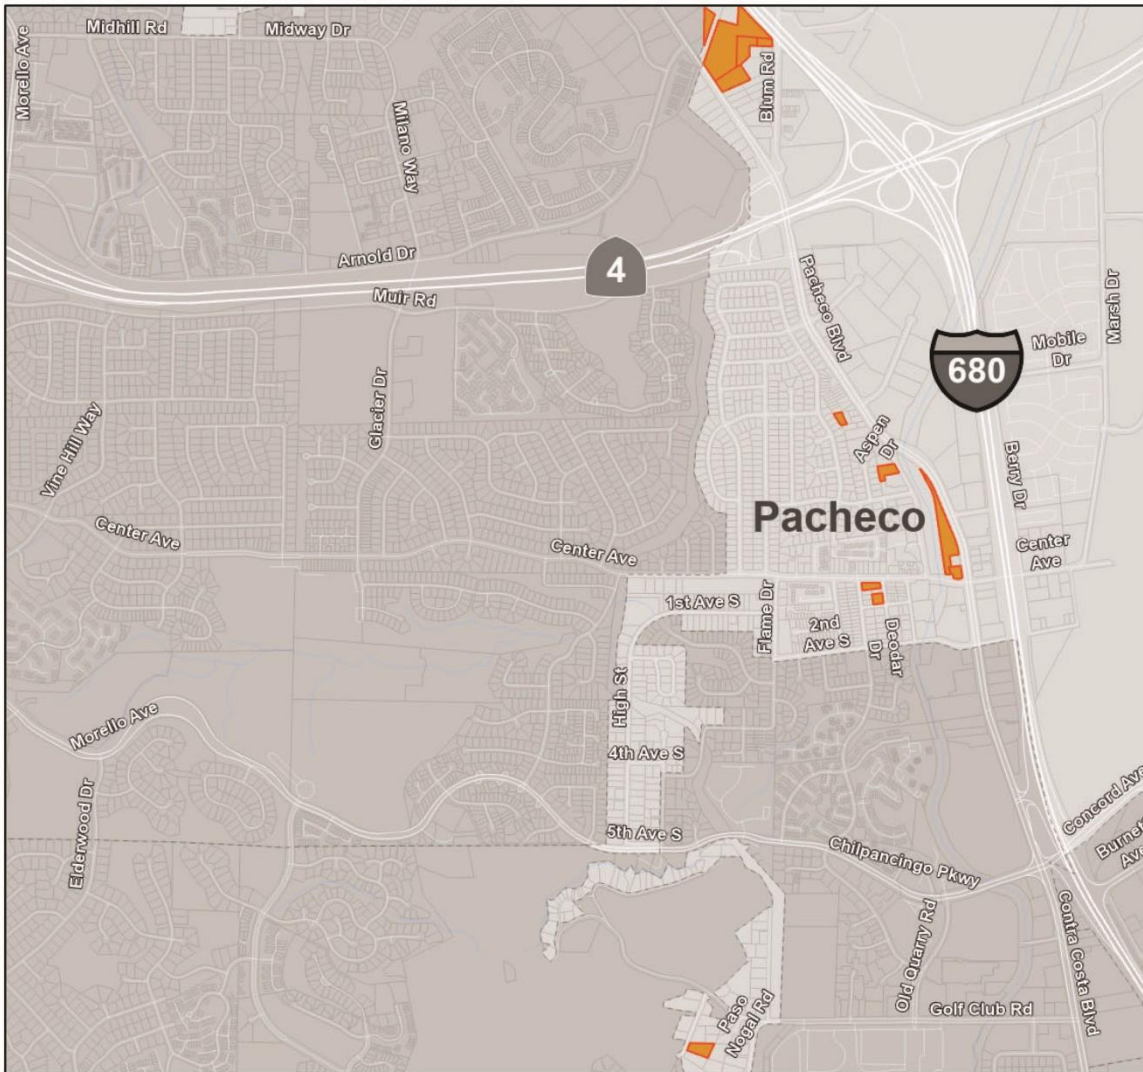 Midhill Rd
Midway Dr
Morello Ave
Milano Way
Blum Rd
Arnold Dr
4
Muir Rd
Pacheco Blvd
Marsh Dr
680
Mobile
Dr
Glacier Dr
Vine Hill Way
Aspen
Dr
Berry Dr
Pacheco
Center Ave
Center Ave
Center
Ave
1st Ave S
Flame Dr
2nd
Ave S
Deodar
Dr
High St
Morello Ave
4th Ave S
Elderwood Dr
5th Ave S
Chilpancingo Pkwy
Concord Ave
Burnett
Ave
Old Quarry Rd
Contra Costa Blvd
Golf Club Rd
Paso
Nogal Rd